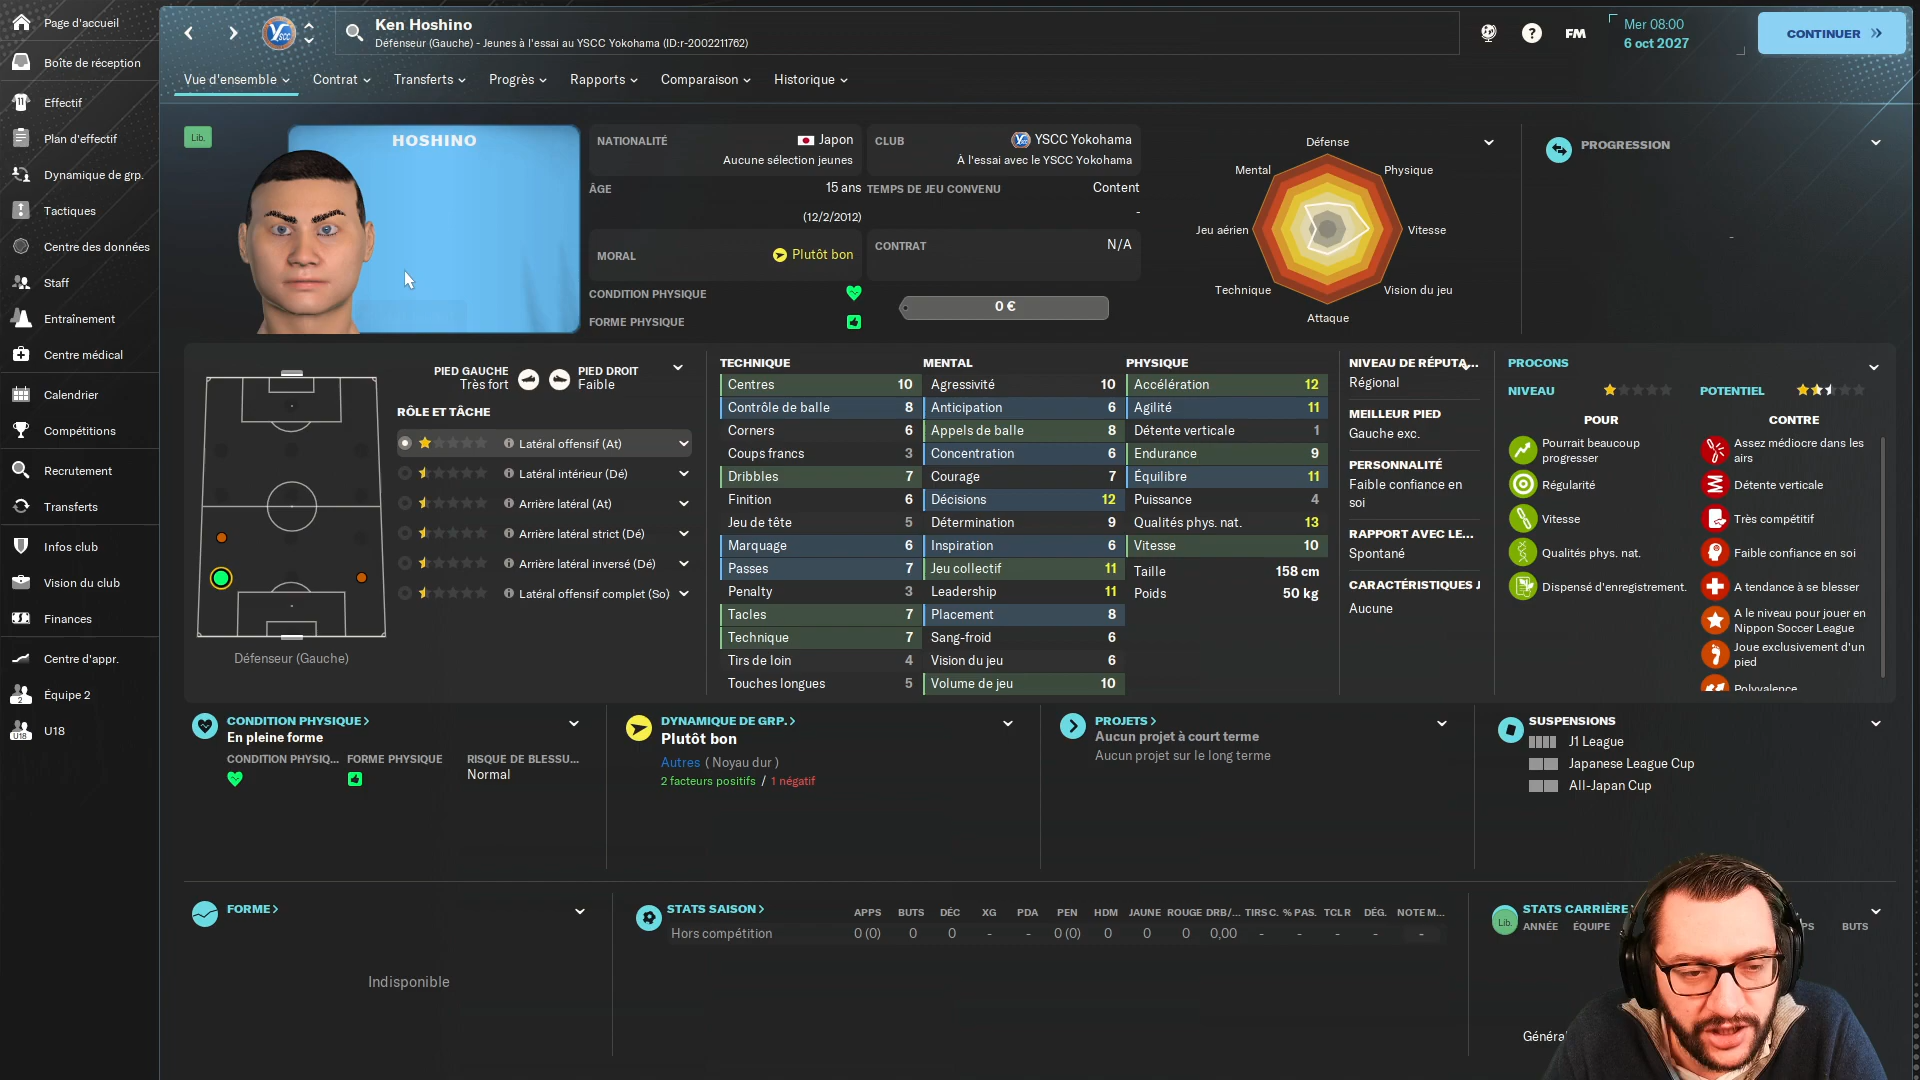 Page d'accueil
Boîte de réception
Effectif
Plan d'effectif
Dynamique de grp.
Tactiques
Centre des données
Staff
Entraînement
Centre médical
Calendrier
Compétitions
Recrutement
Transferts
Infos club
Vision du club
Finances
Centre d'appr.
Équipe 2
U18
Ken Hoshino
Défenseur (Gauche) - Jeunes à l'essai au YSCC Yokohama (ID:r-2002211762)
FM
Mer 08:00
6 oct 2027
CONTINUER
Vue d'ensemble
Contrat
Transferts
Progrès
Rapports
Comparaison
Historique
Lib.
HOSHINO
NATIONALITÉ
Japon
Aucune sélection jeunes
CLUB
YSCC Yokohama
À l'essai avec le YSCC Yokohama
ÂGE
15 ans
(12/2/2012)
TEMPS DE JEU CONVENU
Content
-
MORAL
Plutôt bon
CONTRAT
N/A
CONDITION PHYSIQUE
FORME PHYSIQUE
0 €
Défense
Mental
Physique
Jeu aérien
Vitesse
Technique
Vision du jeu
Attaque
PROGRESSION
-
PIED GAUCHE
Très fort
PIED DROIT
Faible
RÔLE ET TÂCHE
Latéral offensif (At)
Latéral intérieur (Dé)
Arrière latéral (At)
Arrière latéral strict (Dé)
Arrière latéral inversé (Dé)
Latéral offensif complet (So)
Défenseur (Gauche)
TECHNIQUE
Centres 10
Contrôle de balle 8
Corners 6
Coups francs 3
Dribbles 7
Finition 6
Jeu de tête 5
Marquage 6
Passes 7
Penalty 3
Tacles 7
Technique 7
Tirs de loin 4
Touches longues 5
MENTAL
Agressivité 10
Anticipation 6
Appels de balle 8
Concentration 6
Courage 7
Décisions 12
Détermination 9
Inspiration 6
Jeu collectif 11
Leadership 11
Placement 8
Sang-froid 6
Vision du jeu 6
Volume de jeu 10
PHYSIQUE
Accélération 12
Agilité 11
Détente verticale 1
Endurance 9
Équilibre 11
Puissance 4
Qualités phys. nat. 13
Vitesse 10
Taille 158 cm
Poids 50 kg
NIVEAU DE RÉPUTA...
Régional
MEILLEUR PIED
Gauche exc.
PERSONNALITÉ
Faible confiance en
soi
RAPPORT AVEC LE...
Spontané
CARACTÉRISTIQUES J
Aucune
PROCONS
NIVEAU
POTENTIEL
POUR
Pourrait beaucoup
progresser
Régularité
Vitesse
Qualités phys. nat.
Dispensé d'enregistrement.
CONTRE
Assez médiocre dans les
airs
Détente verticale
Très compétitif
Faible confiance en soi
A tendance à se blesser
A le niveau pour jouer en
Nippon Soccer League
Joue exclusivement d'un
pied
Polyvalence
CONDITION PHYSIQUE
En pleine forme
CONDITION PHYSIQ...
FORME PHYSIQUE
RISQUE DE BLESSU...
Normal
DYNAMIQUE DE GRP.
Plutôt bon
Autres ( Noyau dur )
2 facteurs positifs / 1 négatif
PROJETS
Aucun projet à court terme
Aucun projet sur le long terme
SUSPENSIONS
J1 League
Japanese League Cup
All-Japan Cup
FORME
Indisponible
STATS SAISON
APPS BUTS DÉC XG PDA PEN HDM JAUNE ROUGE DRB/... TIRS C. % PAS. TCL R DÉG. NOTE M...
Hors compétition 0 (0) 0 0 - - 0 (0) 0 0 0 0,00 - - - - -
Lib.
STATS CARRIÈRE
ANNÉE ÉQUIPE
BUTS
Général